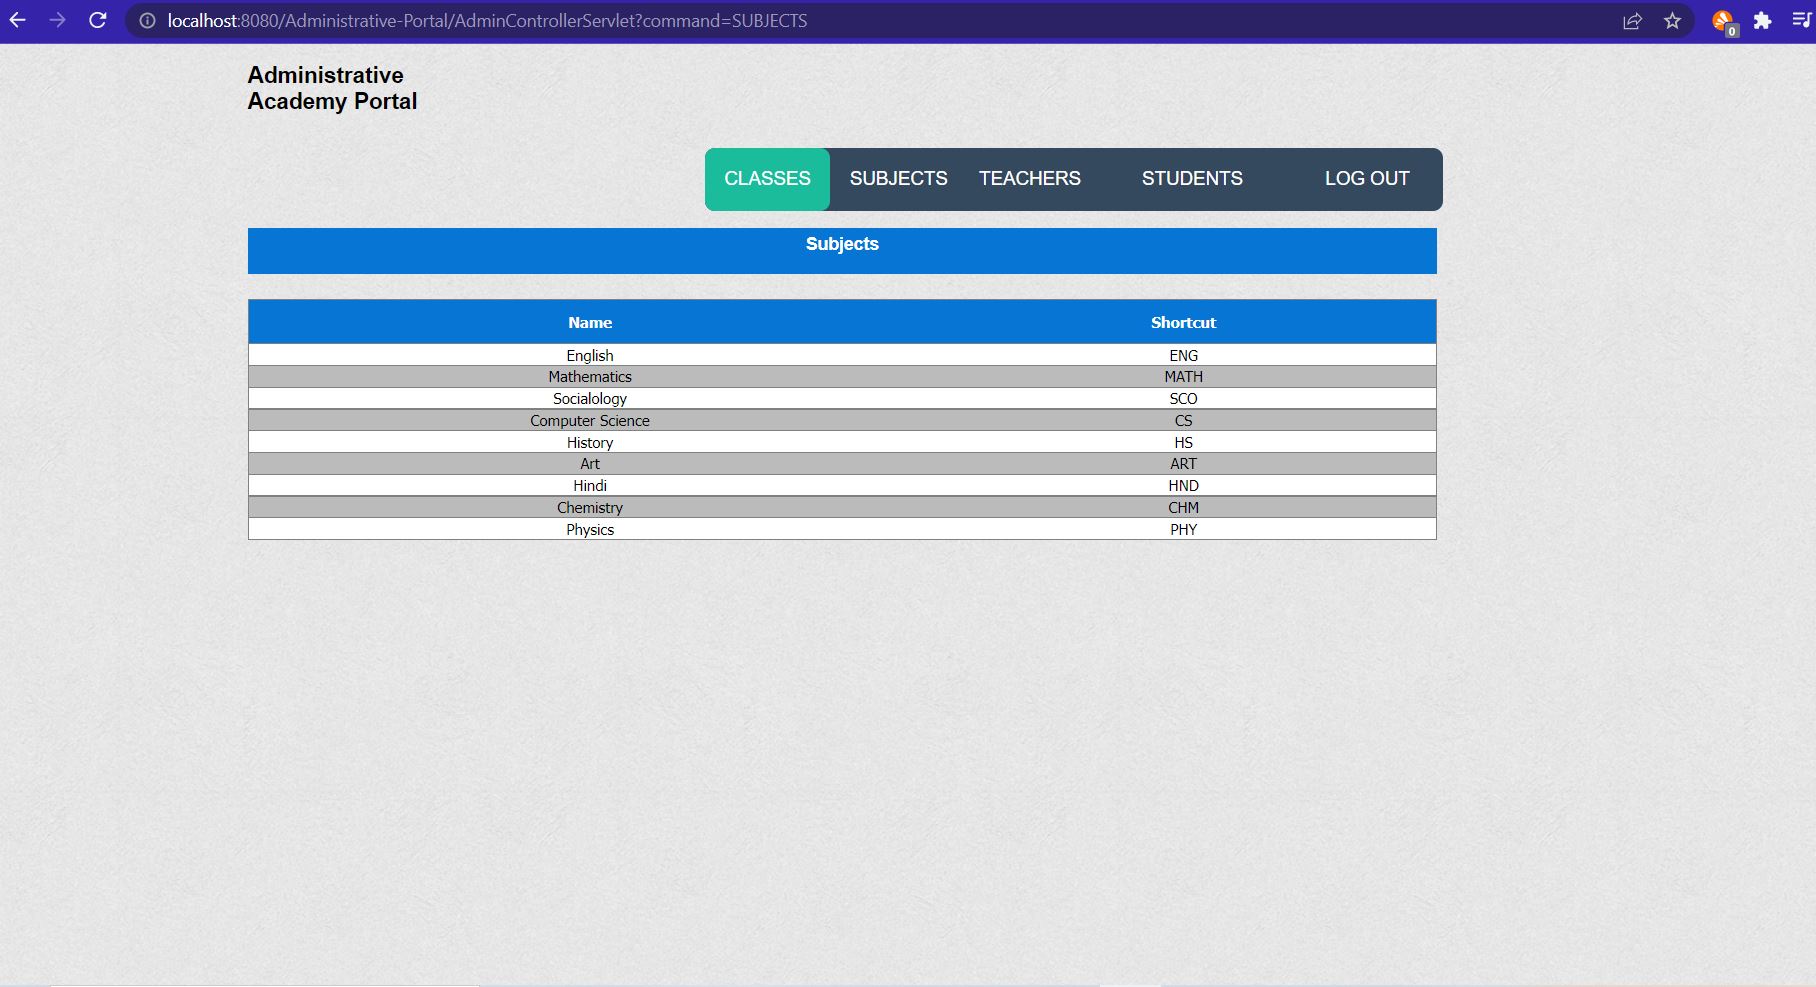 localhost:8080/Administrative-Portal/AdminControllerServlet?command=SUBJECTS
0
Administrative
Academy Portal
CLASSES SUBJECTS TEACHERS STUDENTS LOG OUT
Subjects
Name Shortcut
English ENG
Mathematics MATH
Socialology SCO
Computer Science CS
History HS
Art ART
Hindi HND
Chemistry CHM
Physics PHY